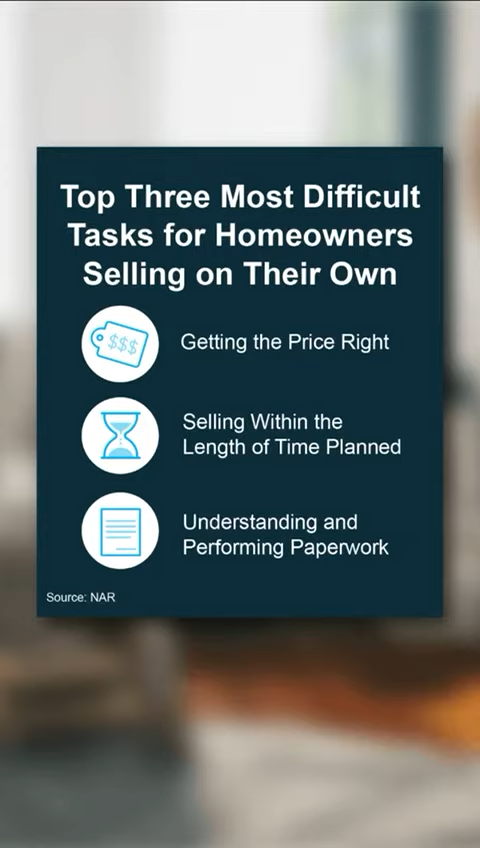 Top Three Most Difficult
Tasks for Homeowners
Selling on Their Own
$$$
Getting the Price Right
Selling Within the
Length of Time Planned
Understanding and
Performing Paperwork
Source: NAR